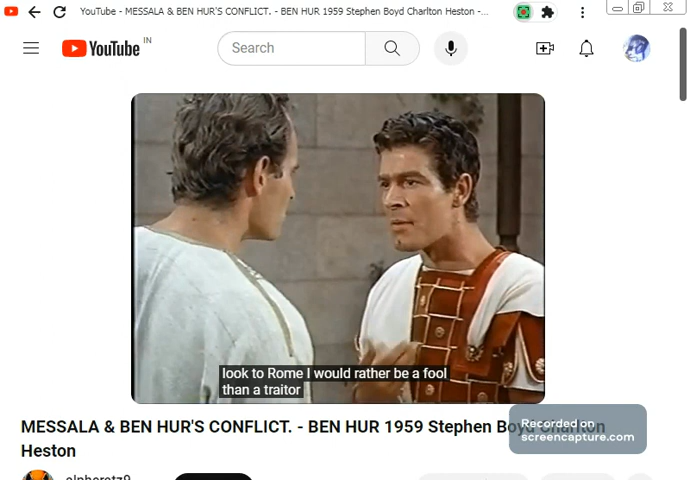 YouTube - MESSALA & BEN HUR'S CONFLICT. - BEN HUR 1959 Stephen Boyd Charlton Heston -...
YouTube IN
Search
look to Rome I would rather be a fool
than a traitor
MESSALA & BEN HUR'S CONFLICT. - BEN HUR 1959 Stephen Boyd Charlton
Heston
Recorded on
screencapture.com
alpheratz9